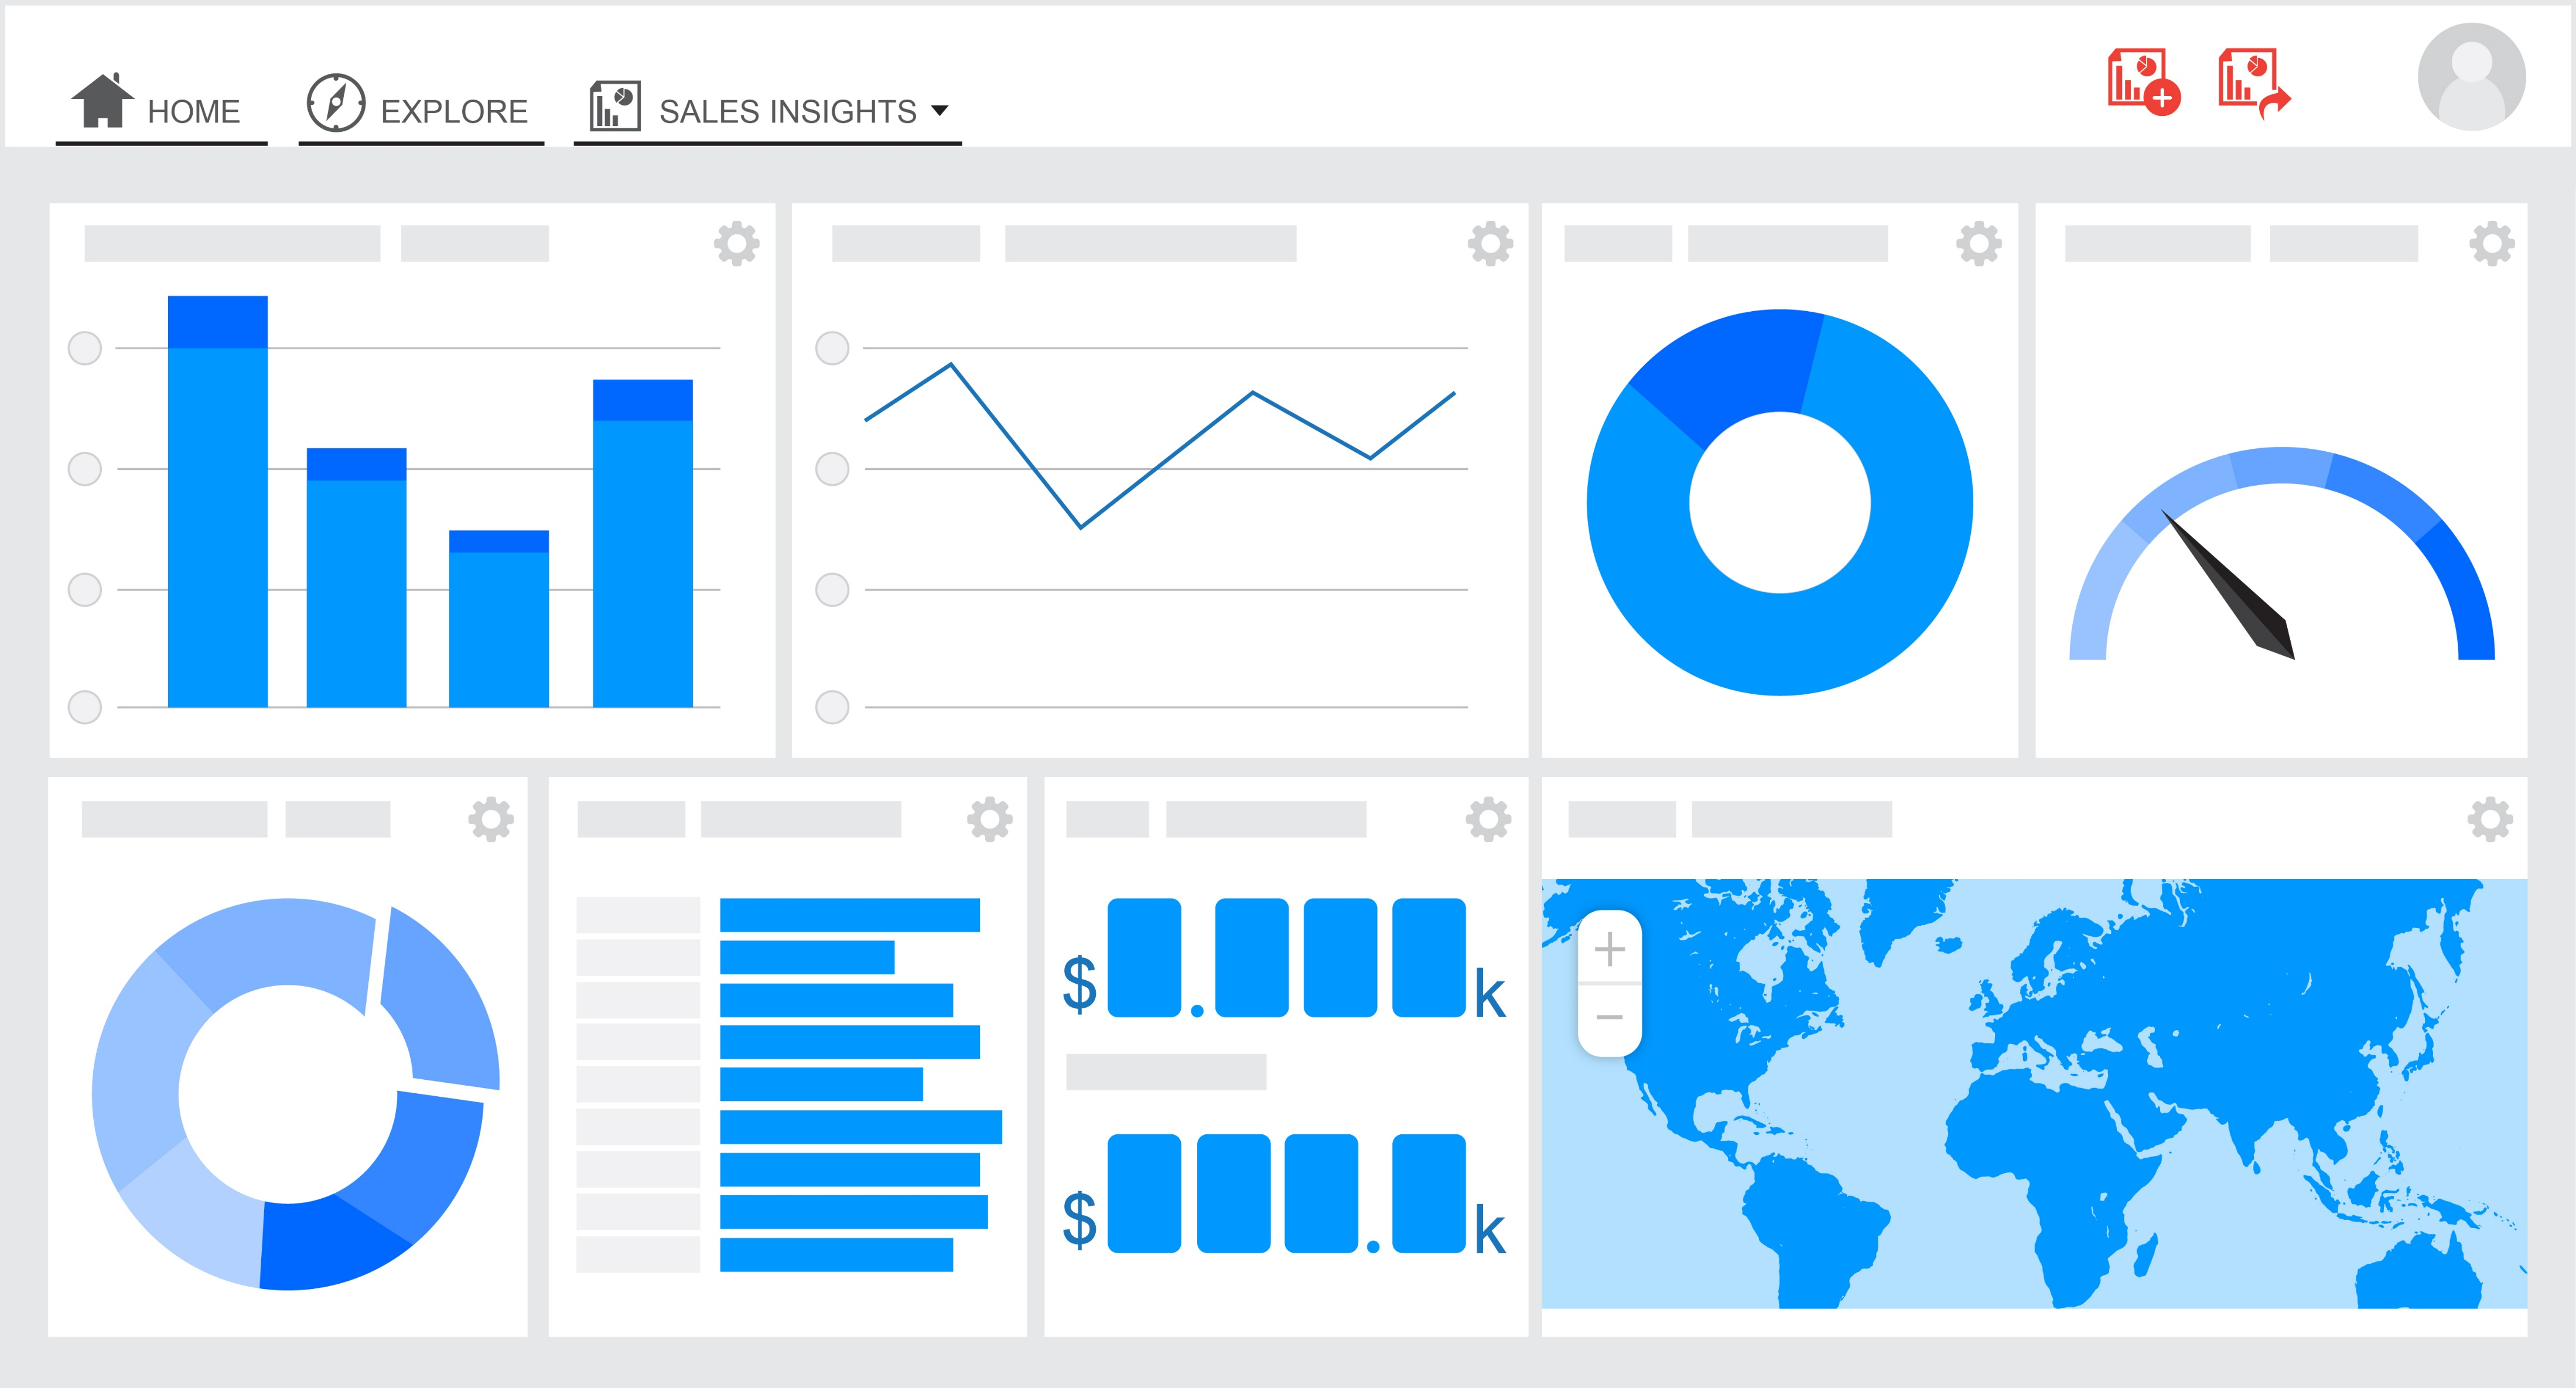 HOME
EXPLORE
SALES INSIGHTS
$ . k
$ . k